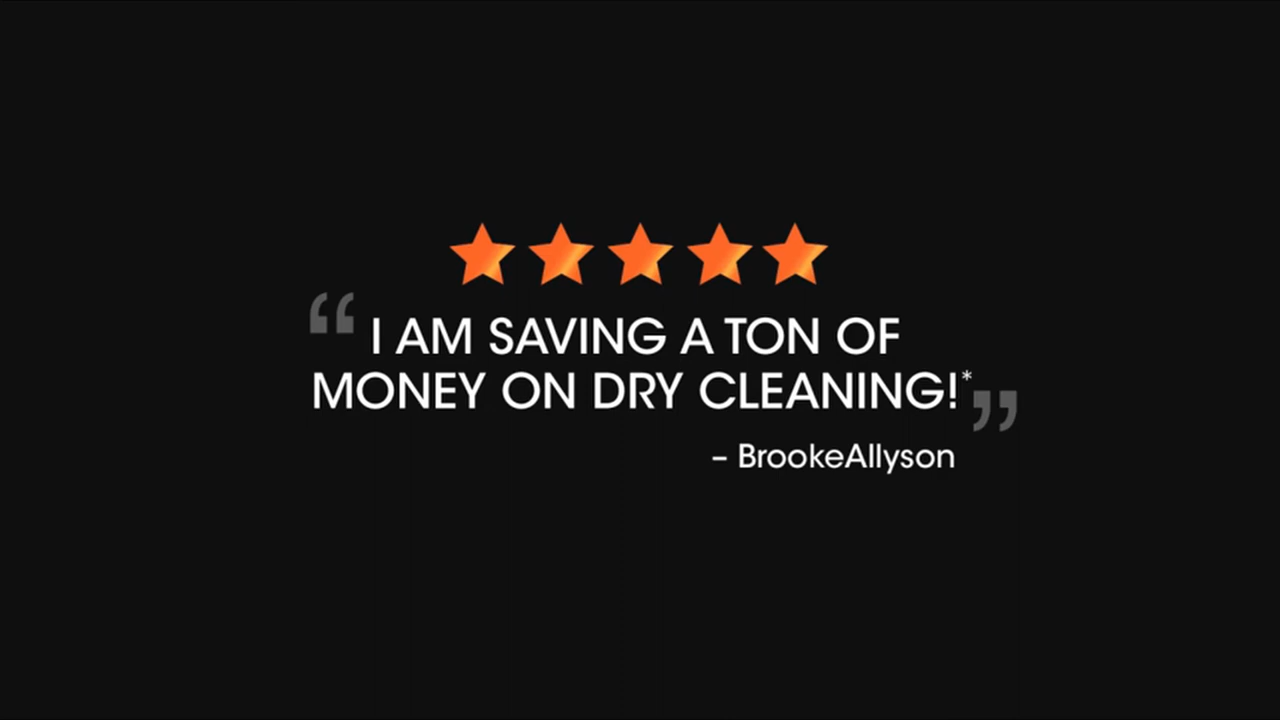 “I AM SAVING A TON OF
MONEY ON DRY CLEANING!*”
– BrookeAllyson